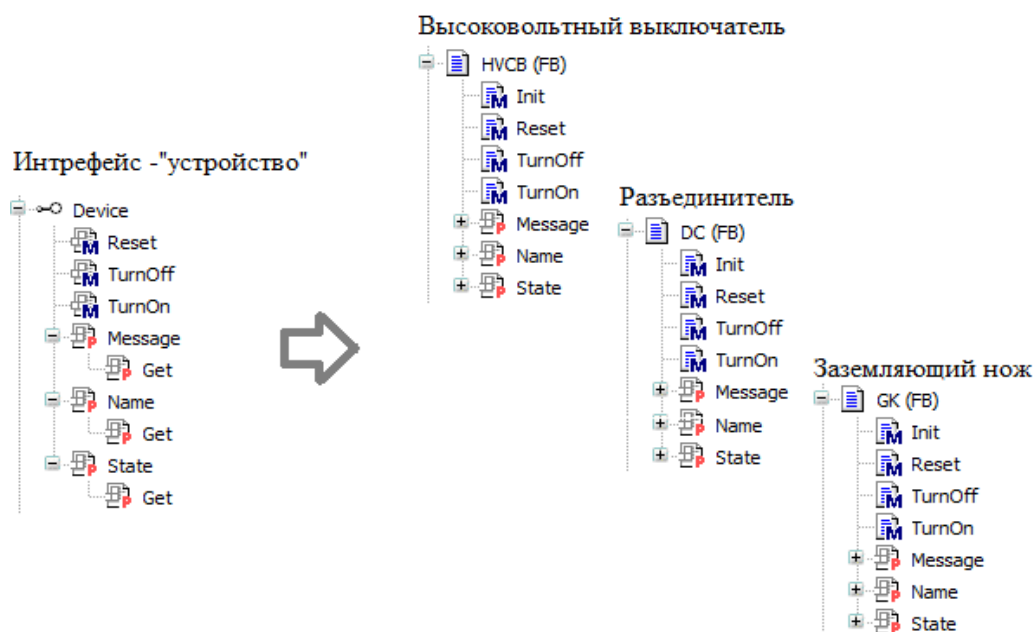 Интрефейс -"устройство"
Device
Reset
TurnOff
TurnOn
Message
Get
Name
Get
State
Get
Высоковольтный выключатель
HVCB (FB)
Init
Reset
TurnOff
TurnOn
Message
Name
State
Разъединитель
DC (FB)
Init
Reset
TurnOff
TurnOn
Message
Name
State
Заземляющий нож
GK (FB)
Init
Reset
TurnOff
TurnOn
Message
Name
State